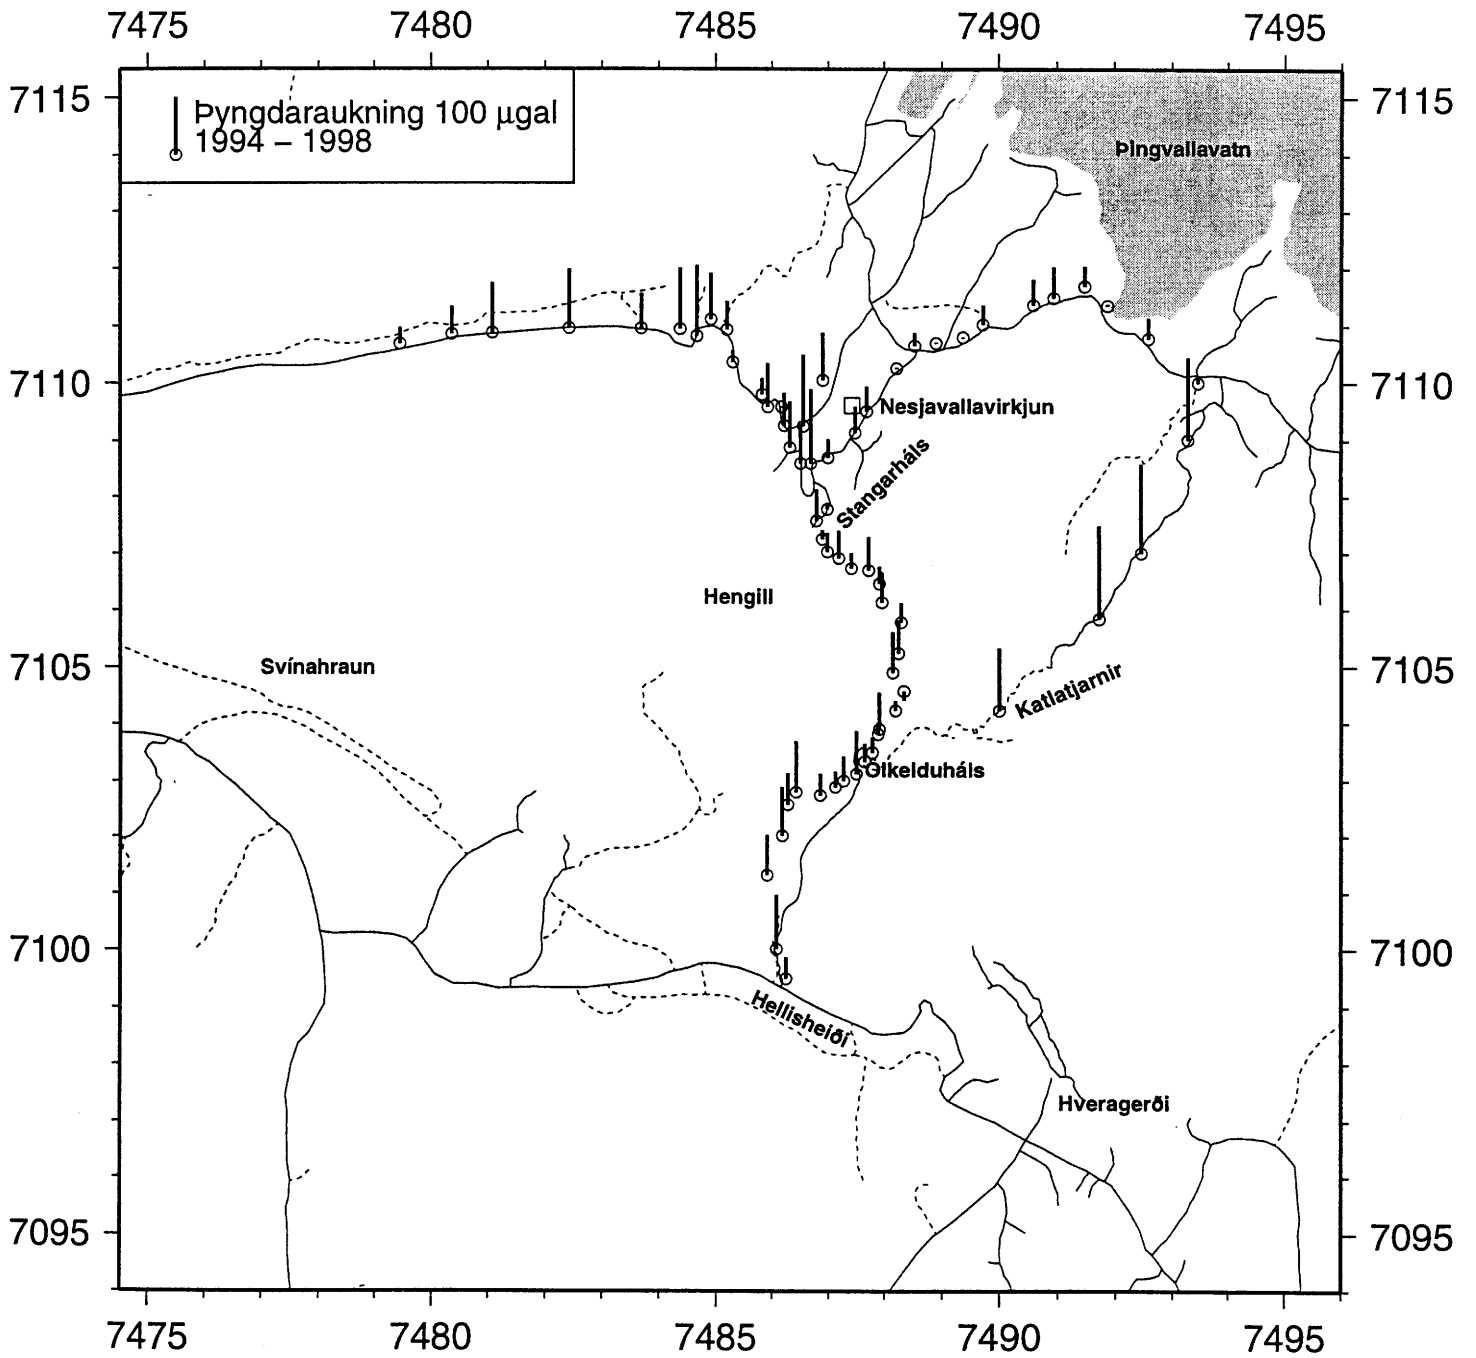 7475 7480 7485 7490 7495
7115 7115
Þyngdaraukning 100 µgal
1994 – 1998
Þingvallavatn
7110 7110
Nesjavallavirkjun
Stangarháls
Hengill
7105 7105
Svínahraun
Katlatjarnir
Ölkelduháls
7100 7100
Hellisheiði
Hveragerði
7095 7095
7475 7480 7485 7490 7495